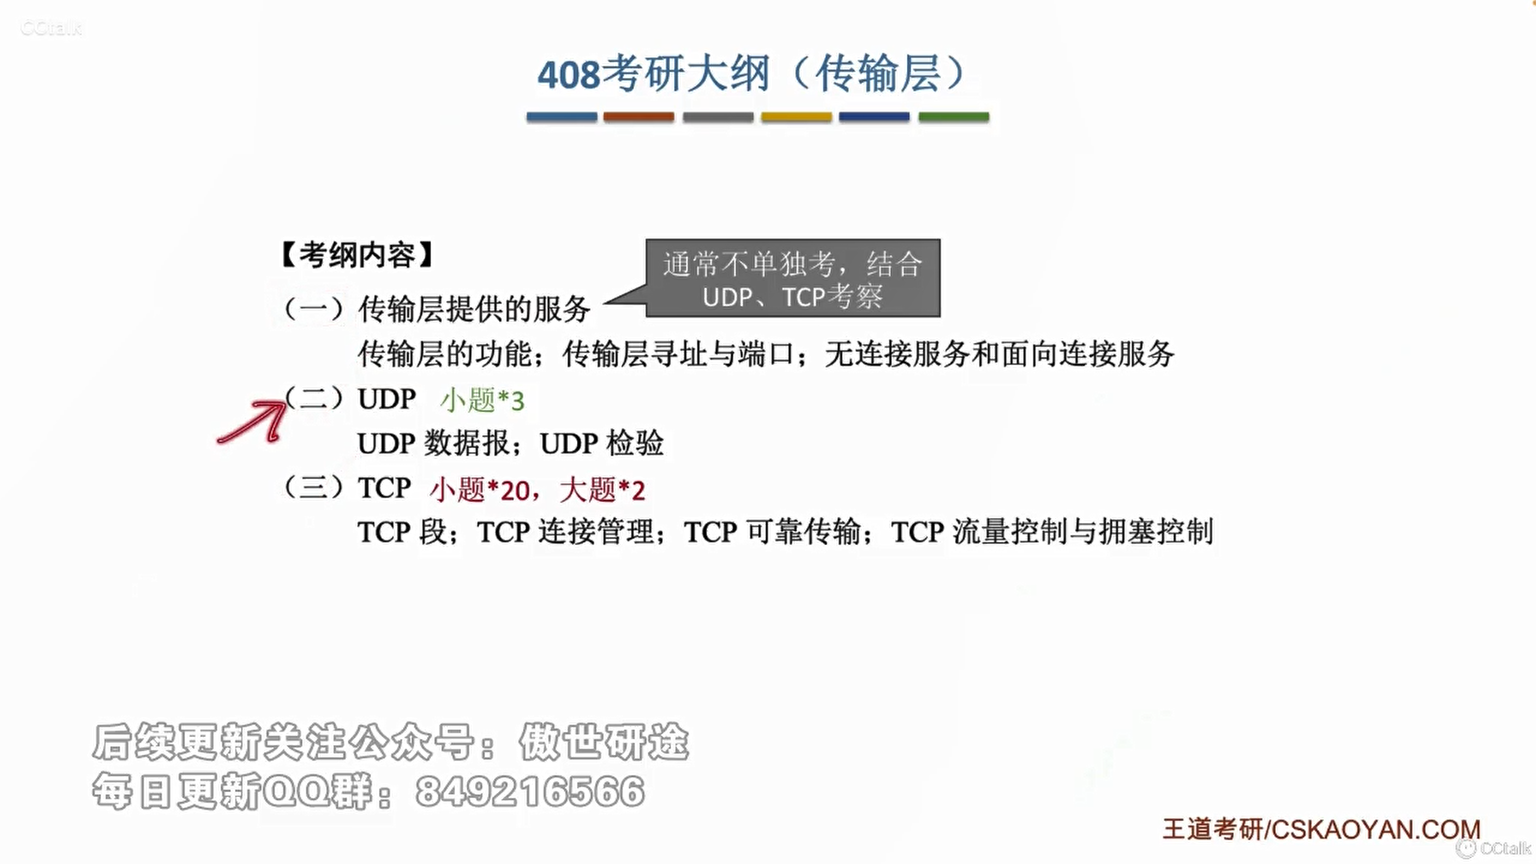 CCtalk
408考研大纲（传输层）
【考纲内容】
通常不单独考，结合
UDP、TCP考察
（一）传输层提供的服务
传输层的功能；传输层寻址与端口；无连接服务和面向连接服务
（二）UDP 小题*3
UDP 数据报；UDP 检验
（三）TCP 小题*20，大题*2
TCP 段；TCP 连接管理；TCP 可靠传输；TCP 流量控制与拥塞控制
后续更新关注公众号：傲世研途
每日更新QQ群：849216566
王道考研/CSKAOYAN.COM
CCtalk